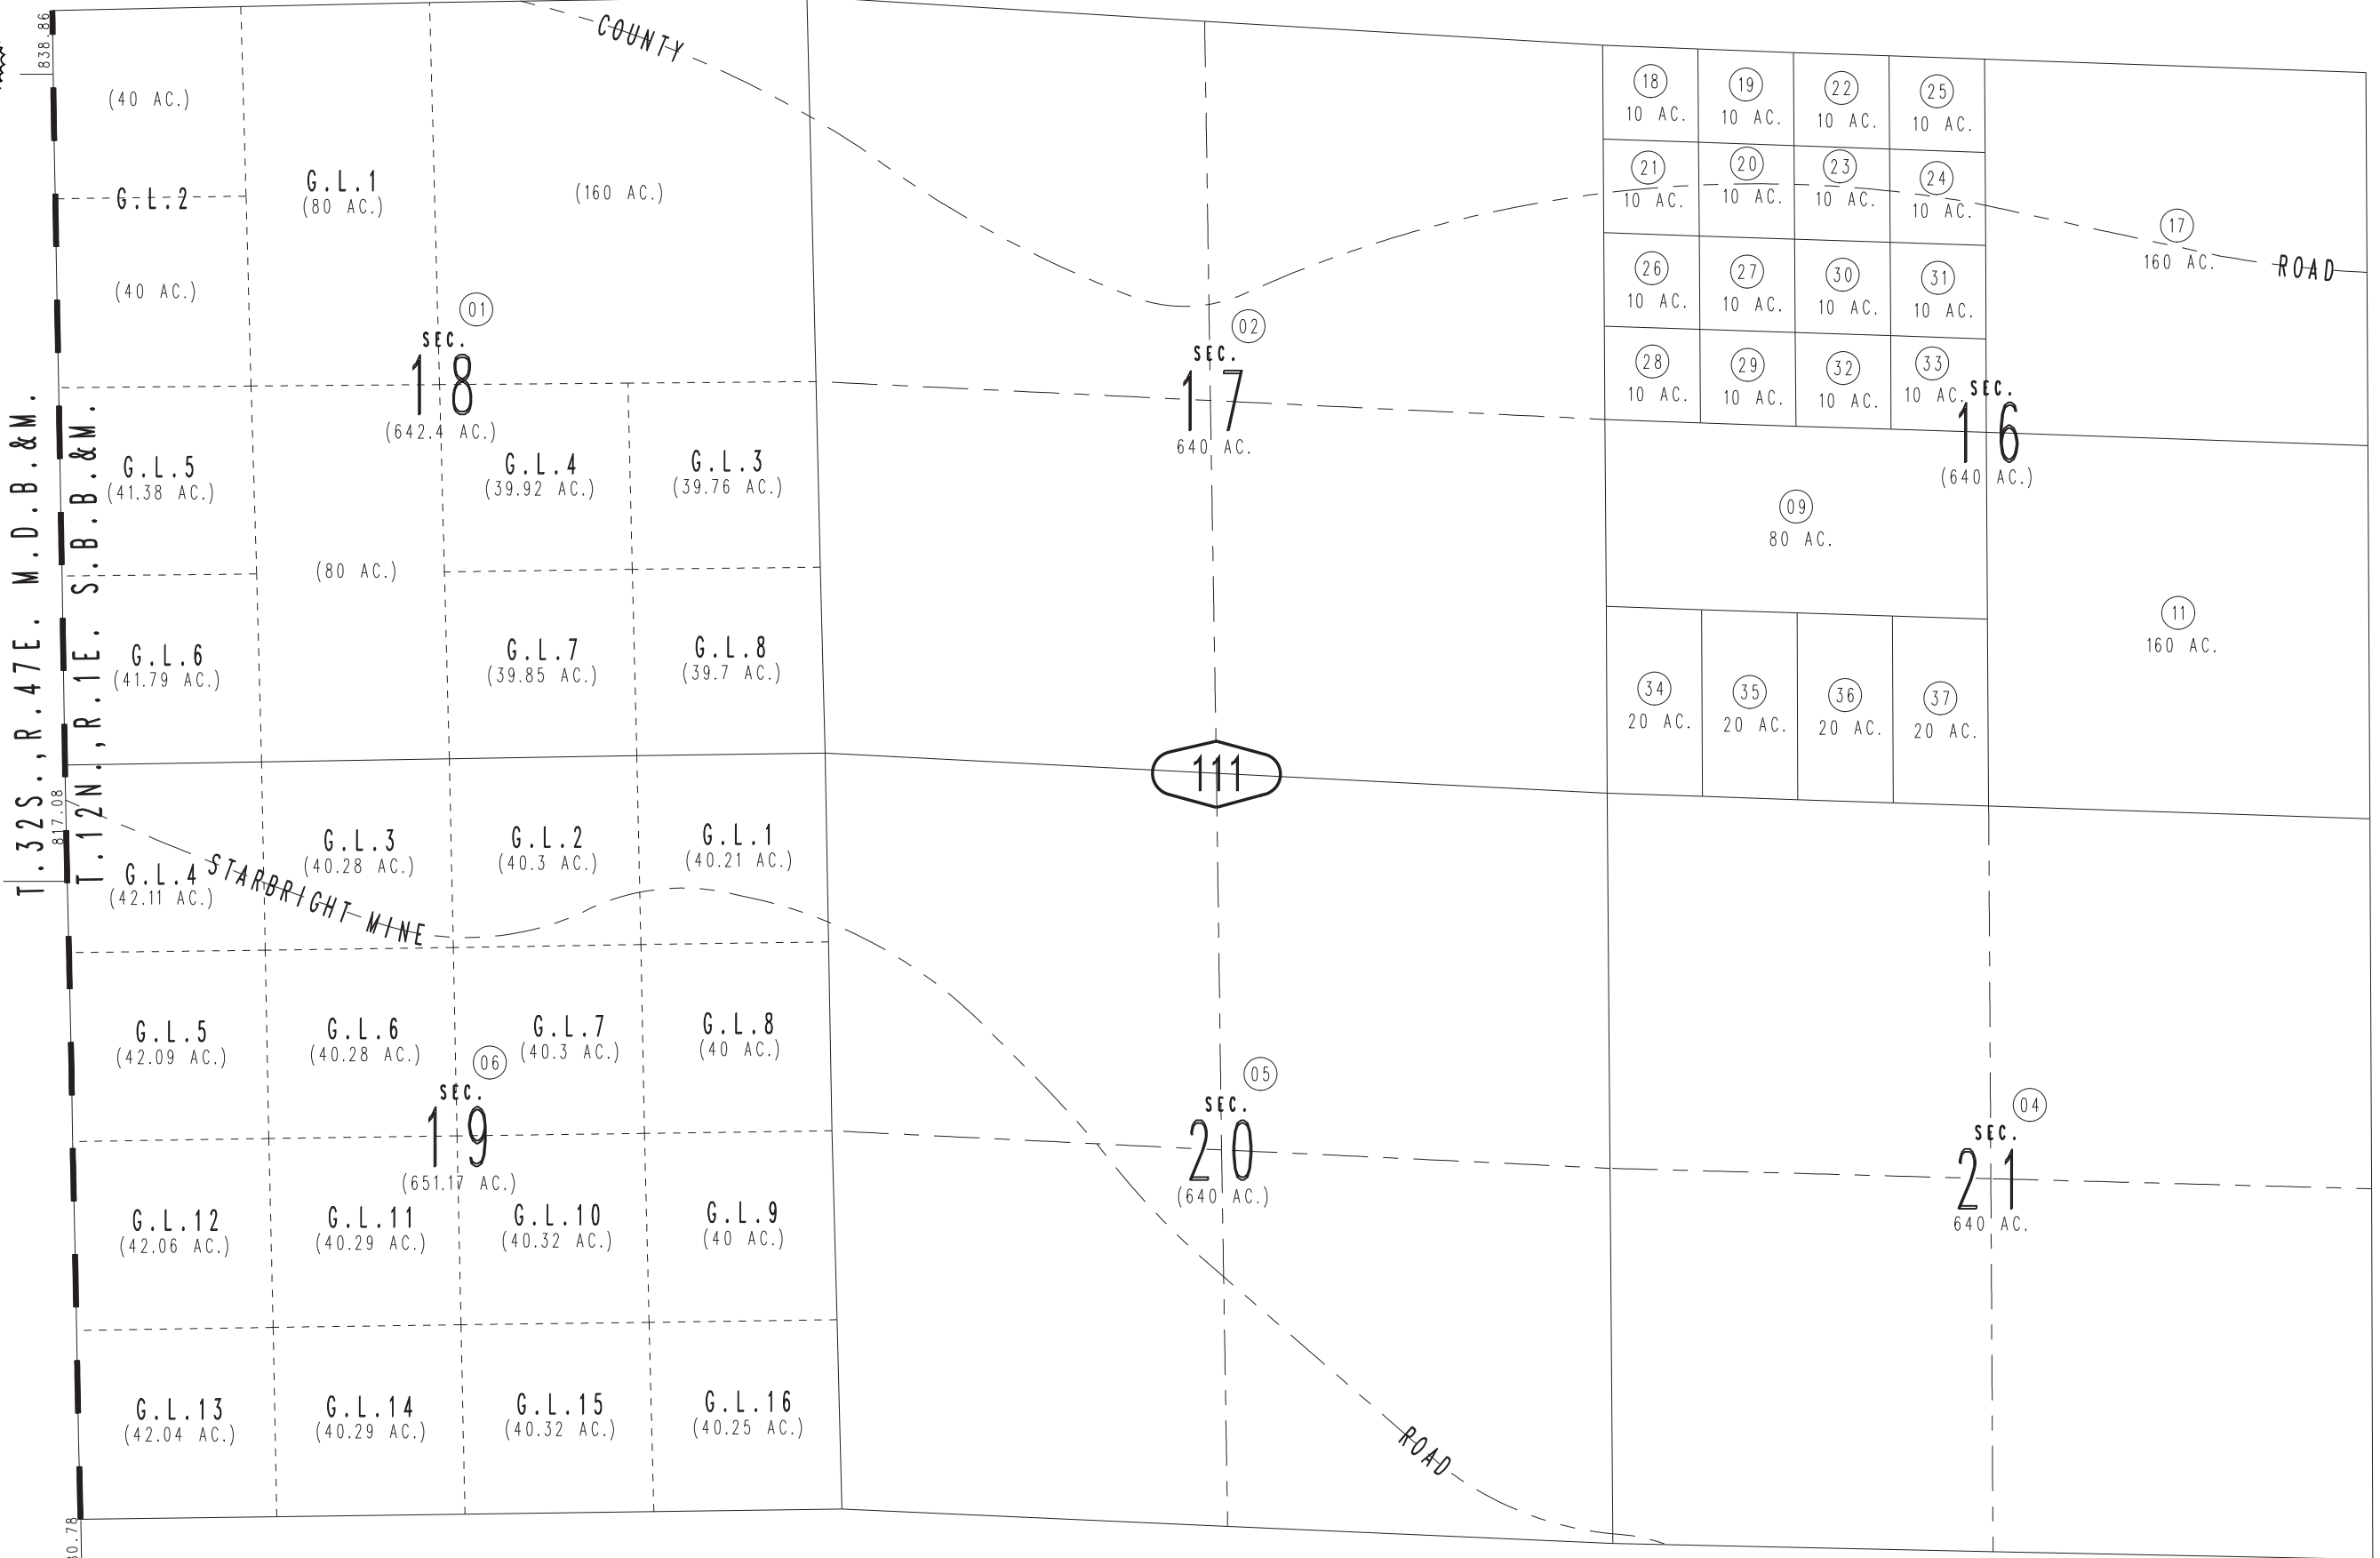 838.86
COUNTY
(40 AC.)
G.L.2
(40 AC.)
G.L.1
(80 AC.)
(160 AC.)
01
SEC.
18
(642.4 AC.)
G.L.5
(41.38 AC.)
G.L.4
(39.92 AC.)
G.L.3
(39.76 AC.)
(80 AC.)
G.L.6
(41.79 AC.)
G.L.7
(39.85 AC.)
G.L.8
(39.7 AC.)
02
SEC.
17
640 AC.
18
10 AC.
19
10 AC.
22
10 AC.
25
10 AC.
21
10 AC.
20
10 AC.
23
10 AC.
24
10 AC.
26
10 AC.
27
10 AC.
30
10 AC.
31
10 AC.
28
10 AC.
29
10 AC.
32
10 AC.
33
10 AC.
17
160 AC.
ROAD
SEC.
16
(640 AC.)
09
80 AC.
11
160 AC.
34
20 AC.
35
20 AC.
36
20 AC.
37
20 AC.
T.32S.,R.47E. M.D.B.&M.
T.12N.,R.1E. S.B.B.&M.
817.08
111
G.L.4
(42.11 AC.)
G.L.3
(40.28 AC.)
G.L.2
(40.3 AC.)
G.L.1
(40.21 AC.)
STARBRIGHT MINE
G.L.5
(42.09 AC.)
G.L.6
(40.28 AC.)
G.L.7
(40.3 AC.)
G.L.8
(40 AC.)
06
SEC.
19
(651.17 AC.)
G.L.12
(42.06 AC.)
G.L.11
(40.29 AC.)
G.L.10
(40.32 AC.)
G.L.9
(40 AC.)
G.L.13
(42.04 AC.)
G.L.14
(40.29 AC.)
G.L.15
(40.32 AC.)
G.L.16
(40.25 AC.)
05
SEC.
20
(640 AC.)
ROAD
04
SEC.
21
640 AC.